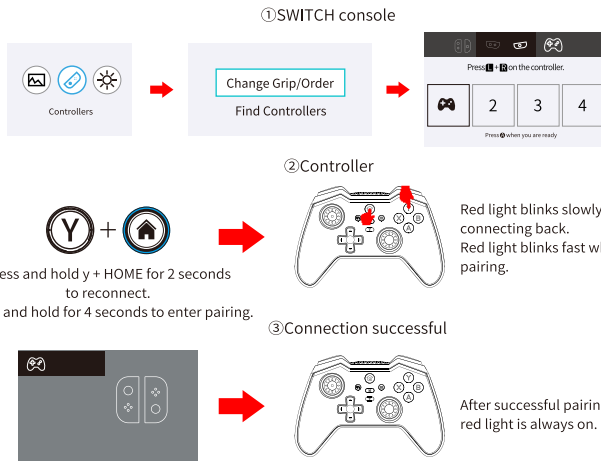 ①SWITCH console
Controllers
Change Grip/Order
Find Controllers
Press L + R on the controller.
2 3 4
Press A when you are ready
②Controller
Y + 
X Y B A
Red light blinks slowly
connecting back.
Red light blinks fast
pairing.
ess and hold y + HOME for 2 seconds
to reconnect.
and hold for 4 seconds to enter pairing.
③Connection successful
X Y B A
After successful
red light is always on.